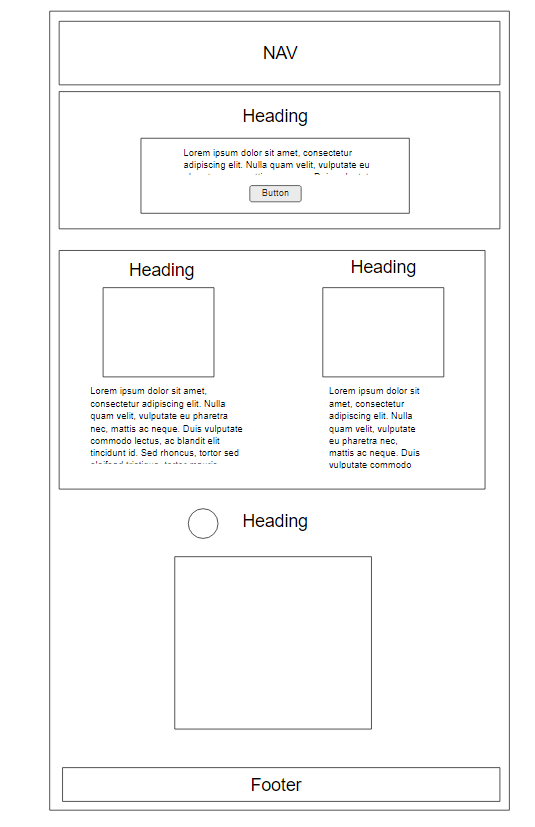 NAV
Heading
Lorem ipsum dolor sit amet, consectetur
adipiscing elit. Nulla quam velit, vulputate eu
Button
Heading
Heading
Lorem ipsum dolor sit amet,
consectetur adipiscing elit. Nulla
quam velit, vulputate eu pharetra
nec, mattis ac neque. Duis vulputate
commodo lectus, ac blandit elit
tincidunt id. Sed rhoncus, tortor sed
Lorem ipsum dolor sit
amet, consectetur
adipiscing elit. Nulla
quam velit, vulputate
eu pharetra nec,
mattis ac neque. Duis
vulputate commodo
Heading
Footer